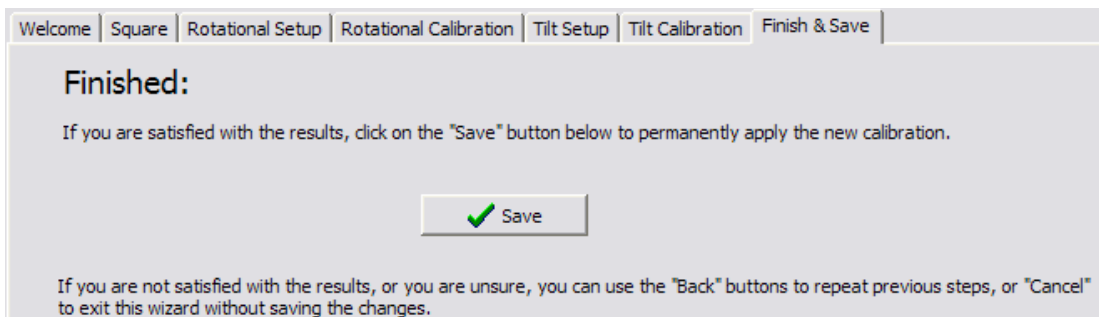 Welcome Square Rotational Setup Rotational Calibration Tilt Setup Tilt Calibration Finish & Save
Finished:
If you are satisfied with the results, click on the "Save" button below to permanently apply the new calibration.
Save
If you are not satisfied with the results, or you are unsure, you can use the "Back" buttons to repeat previous steps, or "Cancel"
to exit this wizard without saving the changes.